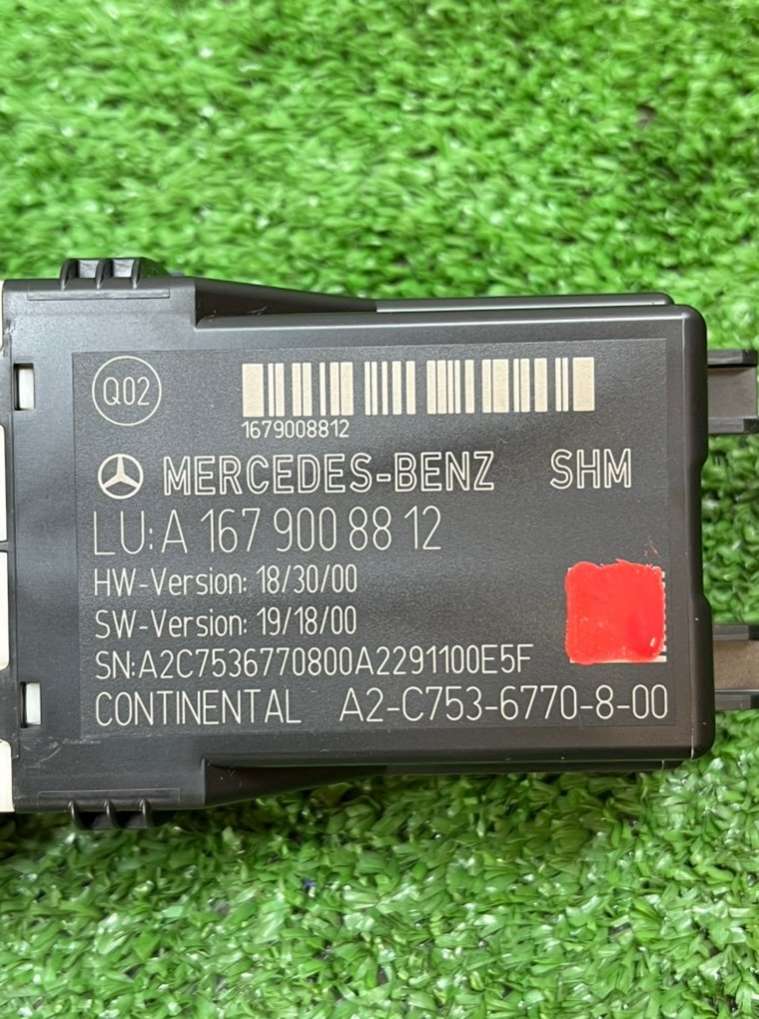 Q02
1679008812
MERCEDES-BENZ SHM
LU: A 167 900 88 12
HW-Version: 18/30/00
SW-Version: 19/18/00
SN:A2C7536770800A2291100E5F
CONTINENTAL A2-C753-6770-8-00